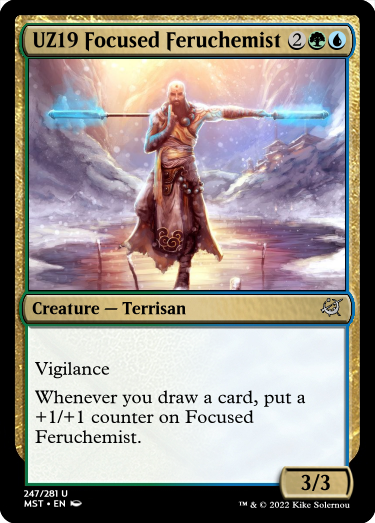 UZ19 Focused Feruchemist 2
Creature — Terrisan
Vigilance
Whenever you draw a card, put a
+1/+1 counter on Focused
Feruchemist.
3/3
247/281 U
MST • EN
™ & © 2022 Kike Solernou